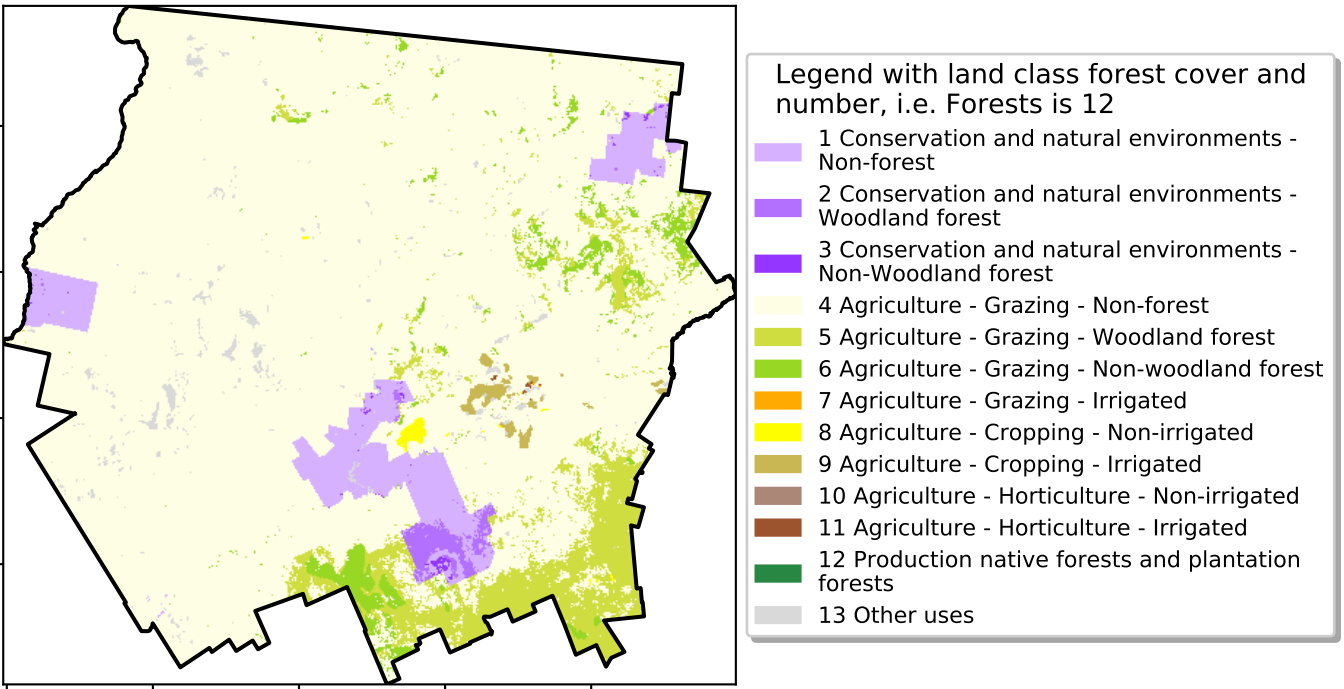 Legend with land class forest cover and
number, i.e. Forests is 12
1 Conservation and natural environments -
Non-forest
2 Conservation and natural environments -
Woodland forest
3 Conservation and natural environments -
Non-Woodland forest
4 Agriculture - Grazing - Non-forest
5 Agriculture - Grazing - Woodland forest
6 Agriculture - Grazing - Non-woodland forest
7 Agriculture - Grazing - Irrigated
8 Agriculture - Cropping - Non-irrigated
9 Agriculture - Cropping - Irrigated
10 Agriculture - Horticulture - Non-irrigated
11 Agriculture - Horticulture - Irrigated
12 Production native forests and plantation
forests
13 Other uses